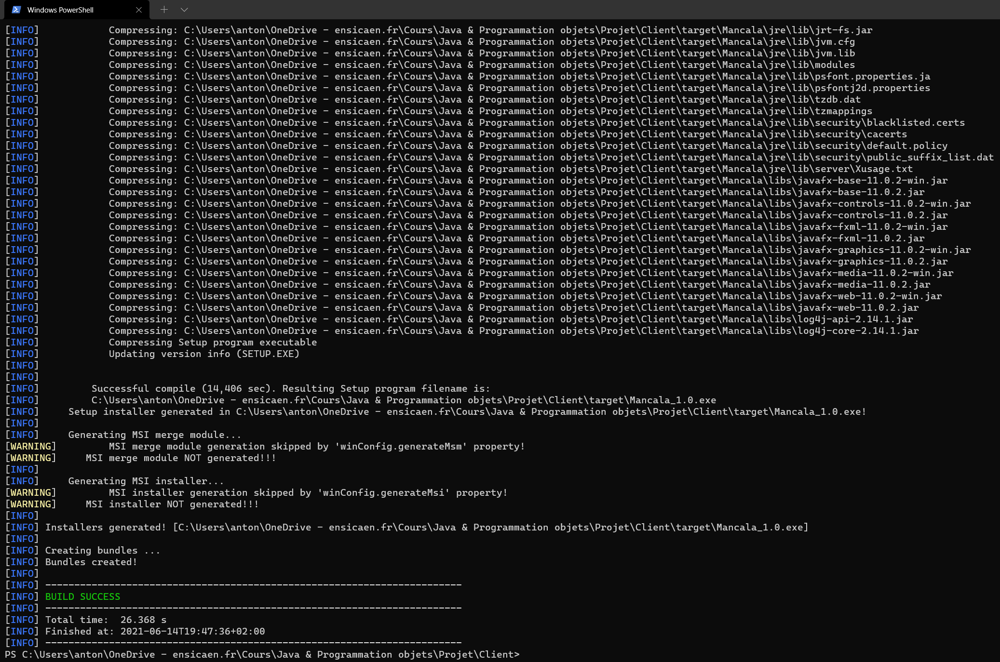 Windows PowerShell
[INFO]            Compressing: C:\Users\anton\OneDrive - ensicaen.fr\Cours\Java & Programmation objets\Projet\Client\target\Mancala\jre\lib\jrt-fs.jar
[INFO]            Compressing: C:\Users\anton\OneDrive - ensicaen.fr\Cours\Java & Programmation objets\Projet\Client\target\Mancala\jre\lib\jvm.cfg
[INFO]            Compressing: C:\Users\anton\OneDrive - ensicaen.fr\Cours\Java & Programmation objets\Projet\Client\target\Mancala\jre\lib\jvm.lib
[INFO]            Compressing: C:\Users\anton\OneDrive - ensicaen.fr\Cours\Java & Programmation objets\Projet\Client\target\Mancala\jre\lib\modules
[INFO]            Compressing: C:\Users\anton\OneDrive - ensicaen.fr\Cours\Java & Programmation objets\Projet\Client\target\Mancala\jre\lib\psfont.properties.ja
[INFO]            Compressing: C:\Users\anton\OneDrive - ensicaen.fr\Cours\Java & Programmation objets\Projet\Client\target\Mancala\jre\lib\psfontj2d.properties
[INFO]            Compressing: C:\Users\anton\OneDrive - ensicaen.fr\Cours\Java & Programmation objets\Projet\Client\target\Mancala\jre\lib\tzdb.dat
[INFO]            Compressing: C:\Users\anton\OneDrive - ensicaen.fr\Cours\Java & Programmation objets\Projet\Client\target\Mancala\jre\lib\tzmappings
[INFO]            Compressing: C:\Users\anton\OneDrive - ensicaen.fr\Cours\Java & Programmation objets\Projet\Client\target\Mancala\jre\lib\security\blacklisted.certs
[INFO]            Compressing: C:\Users\anton\OneDrive - ensicaen.fr\Cours\Java & Programmation objets\Projet\Client\target\Mancala\jre\lib\security\cacerts
[INFO]            Compressing: C:\Users\anton\OneDrive - ensicaen.fr\Cours\Java & Programmation objets\Projet\Client\target\Mancala\jre\lib\security\default.policy
[INFO]            Compressing: C:\Users\anton\OneDrive - ensicaen.fr\Cours\Java & Programmation objets\Projet\Client\target\Mancala\jre\lib\security\public_suffix_list.dat
[INFO]            Compressing: C:\Users\anton\OneDrive - ensicaen.fr\Cours\Java & Programmation objets\Projet\Client\target\Mancala\jre\lib\server\Xusage.txt
[INFO]            Compressing: C:\Users\anton\OneDrive - ensicaen.fr\Cours\Java & Programmation objets\Projet\Client\target\Mancala\libs\javafx-base-11.0.2-win.jar
[INFO]            Compressing: C:\Users\anton\OneDrive - ensicaen.fr\Cours\Java & Programmation objets\Projet\Client\target\Mancala\libs\javafx-base-11.0.2.jar
[INFO]            Compressing: C:\Users\anton\OneDrive - ensicaen.fr\Cours\Java & Programmation objets\Projet\Client\target\Mancala\libs\javafx-controls-11.0.2-win.jar
[INFO]            Compressing: C:\Users\anton\OneDrive - ensicaen.fr\Cours\Java & Programmation objets\Projet\Client\target\Mancala\libs\javafx-controls-11.0.2.jar
[INFO]            Compressing: C:\Users\anton\OneDrive - ensicaen.fr\Cours\Java & Programmation objets\Projet\Client\target\Mancala\libs\javafx-fxml-11.0.2-win.jar
[INFO]            Compressing: C:\Users\anton\OneDrive - ensicaen.fr\Cours\Java & Programmation objets\Projet\Client\target\Mancala\libs\javafx-fxml-11.0.2.jar
[INFO]            Compressing: C:\Users\anton\OneDrive - ensicaen.fr\Cours\Java & Programmation objets\Projet\Client\target\Mancala\libs\javafx-graphics-11.0.2-win.jar
[INFO]            Compressing: C:\Users\anton\OneDrive - ensicaen.fr\Cours\Java & Programmation objets\Projet\Client\target\Mancala\libs\javafx-graphics-11.0.2.jar
[INFO]            Compressing: C:\Users\anton\OneDrive - ensicaen.fr\Cours\Java & Programmation objets\Projet\Client\target\Mancala\libs\javafx-media-11.0.2-win.jar
[INFO]            Compressing: C:\Users\anton\OneDrive - ensicaen.fr\Cours\Java & Programmation objets\Projet\Client\target\Mancala\libs\javafx-media-11.0.2.jar
[INFO]            Compressing: C:\Users\anton\OneDrive - ensicaen.fr\Cours\Java & Programmation objets\Projet\Client\target\Mancala\libs\javafx-web-11.0.2-win.jar
[INFO]            Compressing: C:\Users\anton\OneDrive - ensicaen.fr\Cours\Java & Programmation objets\Projet\Client\target\Mancala\libs\javafx-web-11.0.2.jar
[INFO]            Compressing: C:\Users\anton\OneDrive - ensicaen.fr\Cours\Java & Programmation objets\Projet\Client\target\Mancala\libs\log4j-api-2.14.1.jar
[INFO]            Compressing: C:\Users\anton\OneDrive - ensicaen.fr\Cours\Java & Programmation objets\Projet\Client\target\Mancala\libs\log4j-core-2.14.1.jar
[INFO]            Compressing Setup program executable
[INFO]            Updating version info (SETUP.EXE)
[INFO]
[INFO]
[INFO]         Successful compile (14,406 sec). Resulting Setup program filename is:
[INFO]         C:\Users\anton\OneDrive - ensicaen.fr\Cours\Java & Programmation objets\Projet\Client\target\Mancala_1.0.exe
[INFO]     Setup installer generated in C:\Users\anton\OneDrive - ensicaen.fr\Cours\Java & Programmation objets\Projet\Client\target\Mancala_1.0.exe!
[INFO]
[INFO]     Generating MSI merge module...
[WARNING]         MSI merge module generation skipped by 'winConfig.generateMsm' property!
[WARNING]     MSI merge module NOT generated!!!
[INFO]
[INFO]     Generating MSI installer...
[WARNING]         MSI installer generation skipped by 'winConfig.generateMsi' property!
[WARNING]     MSI installer NOT generated!!!
[INFO]
[INFO] Installers generated! [C:\Users\anton\OneDrive - ensicaen.fr\Cours\Java & Programmation objets\Projet\Client\target\Mancala_1.0.exe]
[INFO]
[INFO] Creating bundles ...
[INFO] Bundles created!
[INFO]
[INFO] ------------------------------------------------------------------------
[INFO] BUILD SUCCESS
[INFO] ------------------------------------------------------------------------
[INFO] Total time:  26.368 s
[INFO] Finished at: 2021-06-14T19:47:36+02:00
[INFO] ------------------------------------------------------------------------
PS C:\Users\anton\OneDrive - ensicaen.fr\Cours\Java & Programmation objets\Projet\Client>